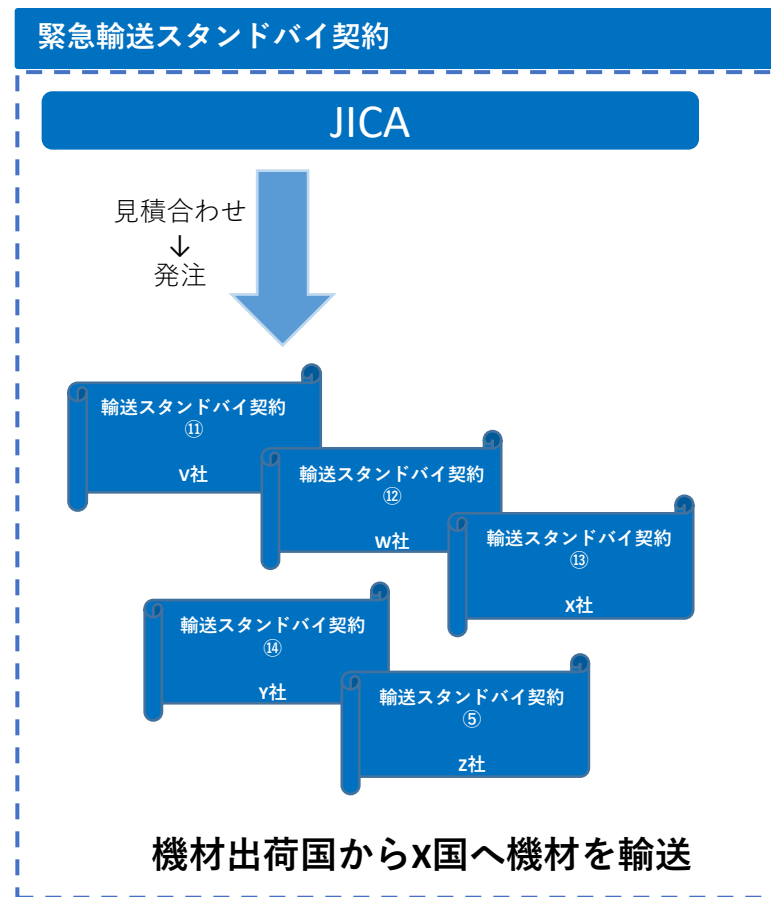 緊急輸送スタンドバイ契約
JICA
見積合わせ
↓
発注
輸送スタンドバイ契約
⑪
V社
輸送スタンドバイ契約
⑫
W社
輸送スタンドバイ契約
⑬
X社
輸送スタンドバイ契約
⑭
Y社
輸送スタンドバイ契約
⑤
Z社
機材出荷国からX国へ機材を輸送